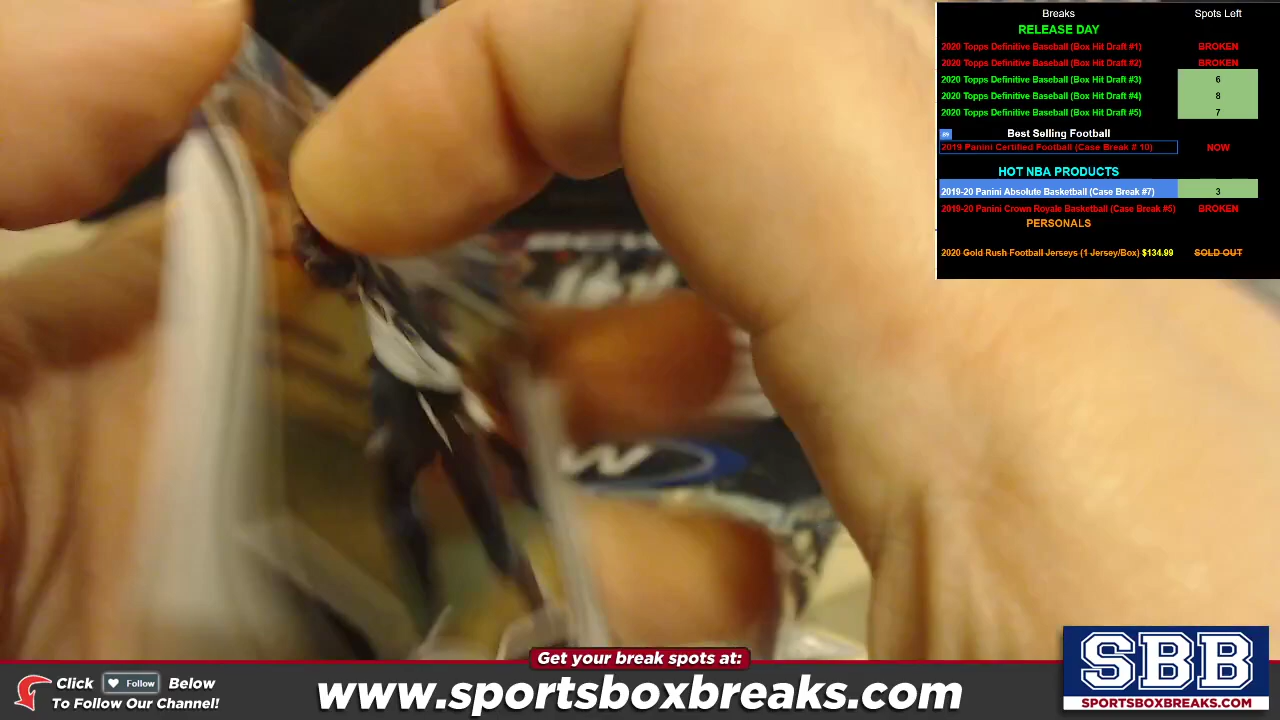 Breaks Spots Left
RELEASE DAY
2020 Topps Definitive Baseball (Box Hit Draft #1) BROKEN
2020 Topps Definitive Baseball (Box Hit Draft #2) BROKEN
2020 Topps Definitive Baseball (Box Hit Draft #3) 6
2020 Topps Definitive Baseball (Box Hit Draft #4) 8
2020 Topps Definitive Baseball (Box Hit Draft #5) 7
89 Best Selling Football
2019 Panini Certified Football (Case Break # 10) NOW
HOT NBA PRODUCTS
2019-20 Panini Absolute Basketball (Case Break #7) 3
2019-20 Panini Crown Royale Basketball (Case Break #5) BROKEN
PERSONALS
2020 Gold Rush Football Jerseys (1 Jersey/Box) $134.99 SOLD OUT
Get your break spots at:
Click Follow Below
To Follow Our Channel!
www.sportsboxbreaks.com
SBB
SPORTSBOXBREAKS.COM